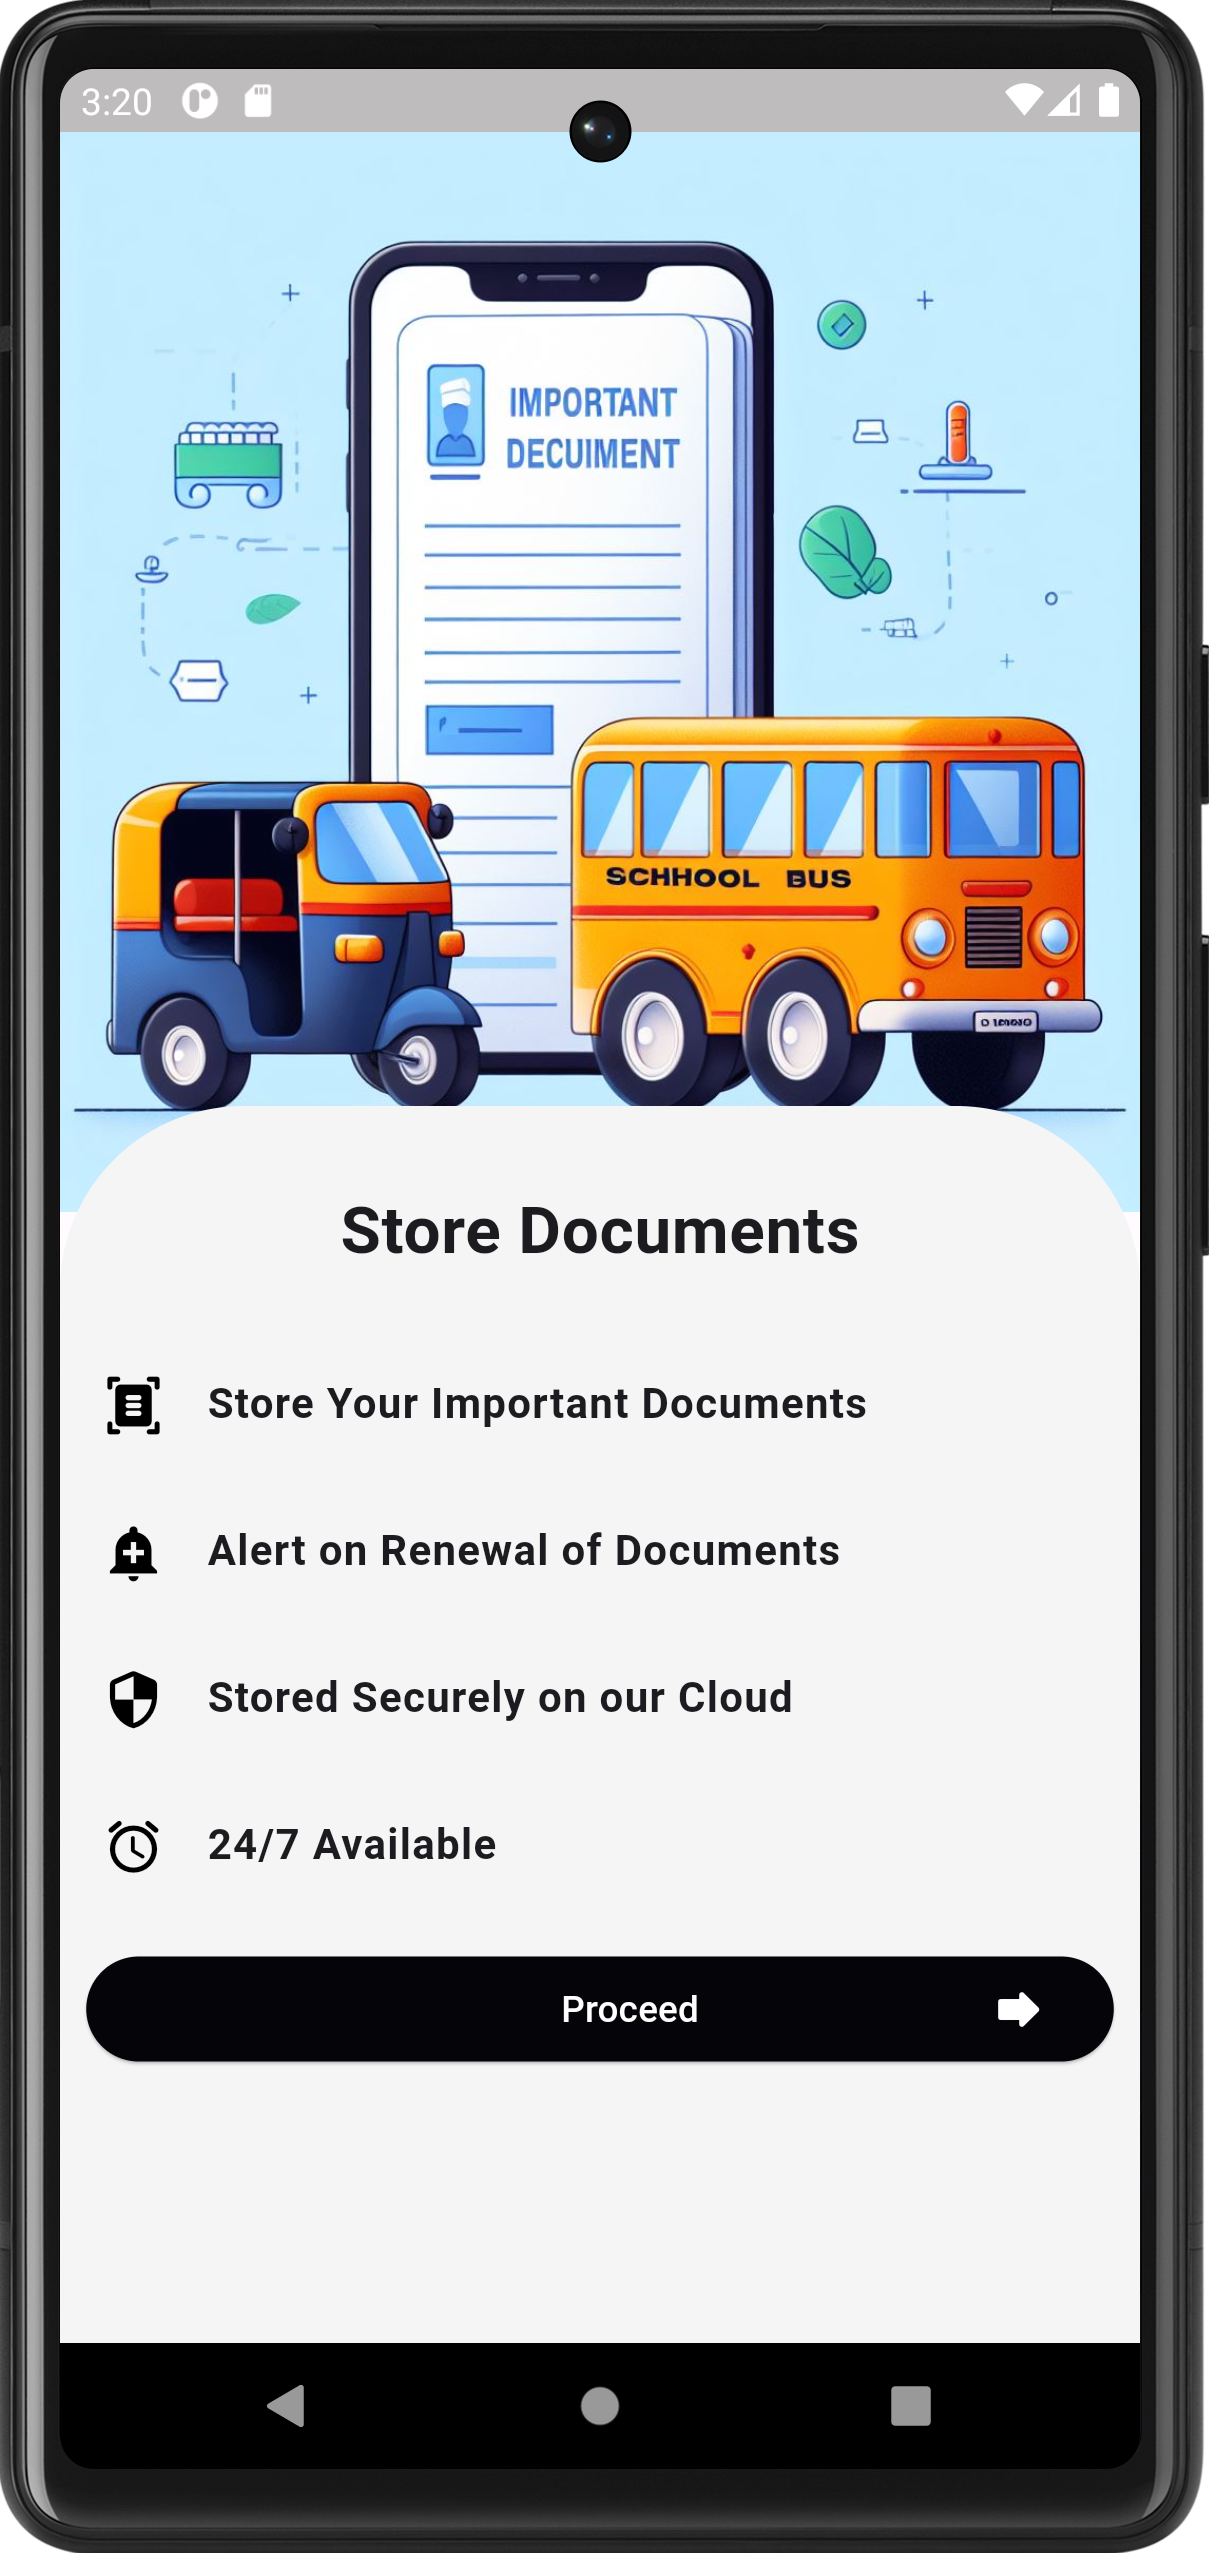 3:20
IMPORTANT
DECUIMENT
SCHHOOL BUS
Store Documents
Store Your Important Documents
Alert on Renewal of Documents
Stored Securely on our Cloud
24/7 Available
Proceed